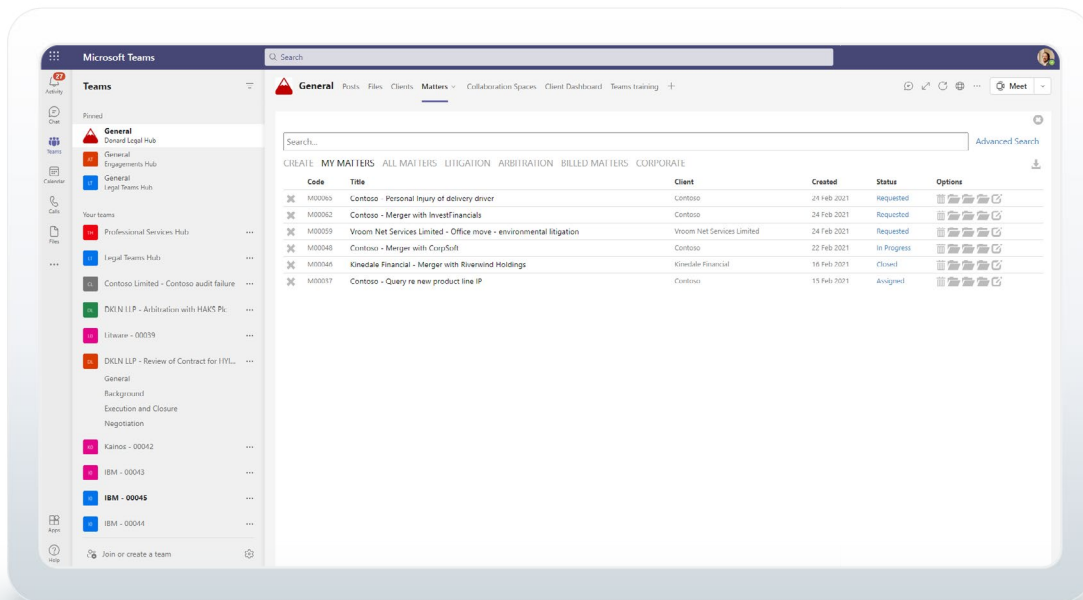 Microsoft Teams
Search
27
Activity
Chat
Teams
Calendar
Calls
Files
Apps
Help
Teams
Pinned
General
Donard Legal Hub
AT
General
Engagements Hub
LT
General
Legal Teams Hub
Your teams
Professional Services Hub
Legal Teams Hub
Contoso Limited - Contoso audit failure
DKLN LLP - Arbitration with HAKS Plc
Litware - 00039
DKLN LLP - Review of Contract for HYI...
General
Background
Execution and Closure
Negotiation
Kainos - 00042
IBM - 00043
IBM - 00045
IBM - 00044
Join or create a team
General Posts Files Clients Matters Collaboration Spaces Client Dashboard Teams training
Meet
Search...
Advanced Search
CREATE MY MATTERS ALL MATTERS LITIGATION ARBITRATION BILLED MATTERS CORPORATE
Code Title Client Created Status Options
M00065 Contoso - Personal Injury of delivery driver Contoso 24 Feb 2021 Requested
M00062 Contoso - Merger with InvestFinancials Contoso 24 Feb 2021 Requested
M00059 Vroom Net Services Limited - Office move - environmental litigation Vroom Net Services Limited 24 Feb 2021 Requested
M00048 Contoso - Merger with CorpSoft Contoso 22 Feb 2021 In Progress
M00046 Kinedale Financial - Merger with Riverwind Holdings Kinedale Financial 16 Feb 2021 Closed
M00037 Contoso - Query re new product line IP Contoso 15 Feb 2021 Assigned